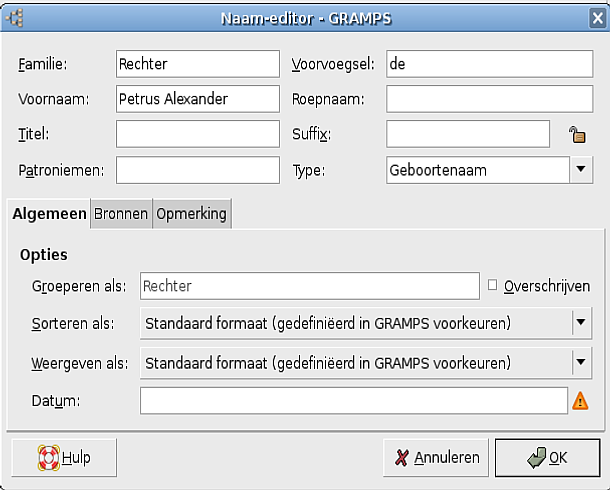 Naam-editor - GRAMPS
Familie: Rechter Voorvoegsel: de
Voornaam: Petrus Alexander Roepnaam:
Titel: Suffix:
Patroniemen: Type: Geboortenaam
Algemeen Bronnen Opmerking
Opties
Groeperen als: Rechter Overschrijven
Sorteren als: Standaard formaat (gedefiniëerd in GRAMPS voorkeuren)
Weergeven als: Standaard formaat (gedefiniëerd in GRAMPS voorkeuren)
Datum:
Hulp Annuleren OK